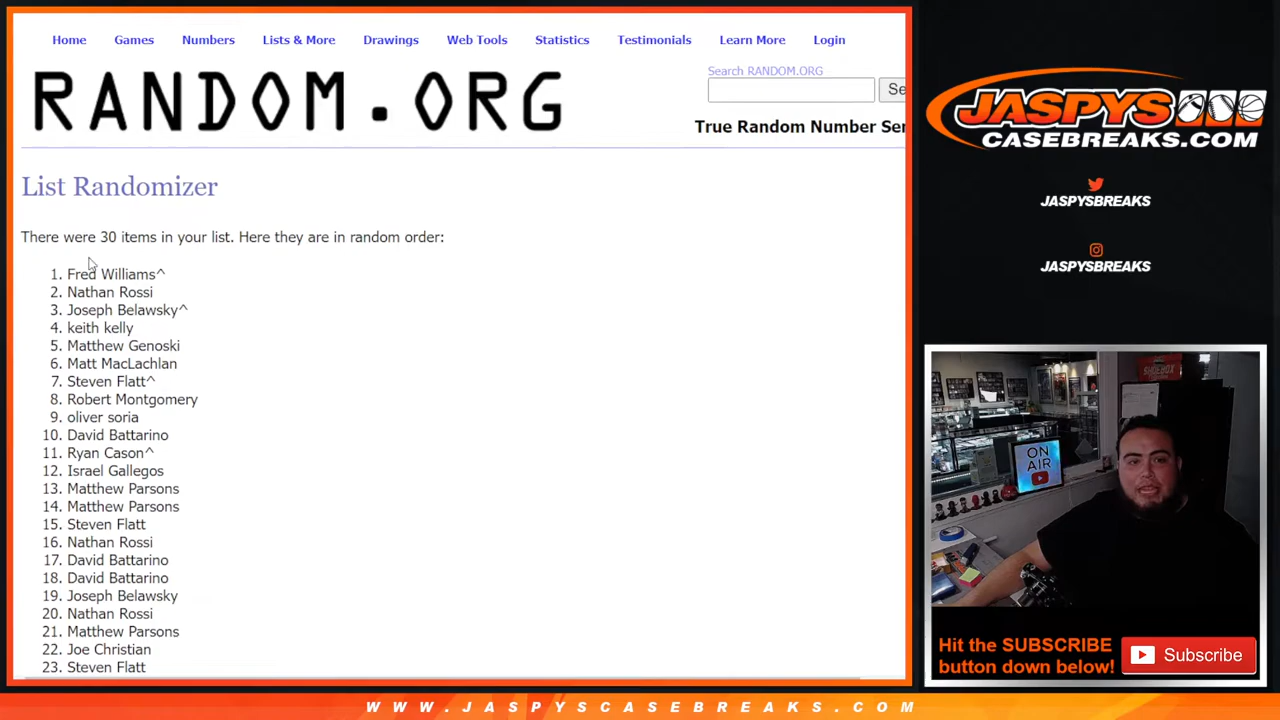 Home Games Numbers Lists & More Drawings Web Tools Statistics Testimonials Learn More Login
RANDOM.ORG
Search RANDOM.ORG
Se
True Random Number Ser
List Randomizer
There were 30 items in your list. Here they are in random order:
1. Fred Williams^
2. Nathan Rossi
3. Joseph Belawsky^
4. keith kelly
5. Matthew Genoski
6. Matt MacLachlan
7. Steven Flatt^
8. Robert Montgomery
9. oliver soria
10. David Battarino
11. Ryan Cason^
12. Israel Gallegos
13. Matthew Parsons
14. Matthew Parsons
15. Steven Flatt
16. Nathan Rossi
17. David Battarino
18. David Battarino
19. Joseph Belawsky
20. Nathan Rossi
21. Matthew Parsons
22. Joe Christian
23. Steven Flatt
JASPYS
CASEBREAKS.COM
JASPYSBREAKS
JASPYSBREAKS
SHOEBOX
ON
AIR
Hit the SUBSCRIBE
button down below!
Subscribe
WWW.JASPYSCASEBREAKS.COM